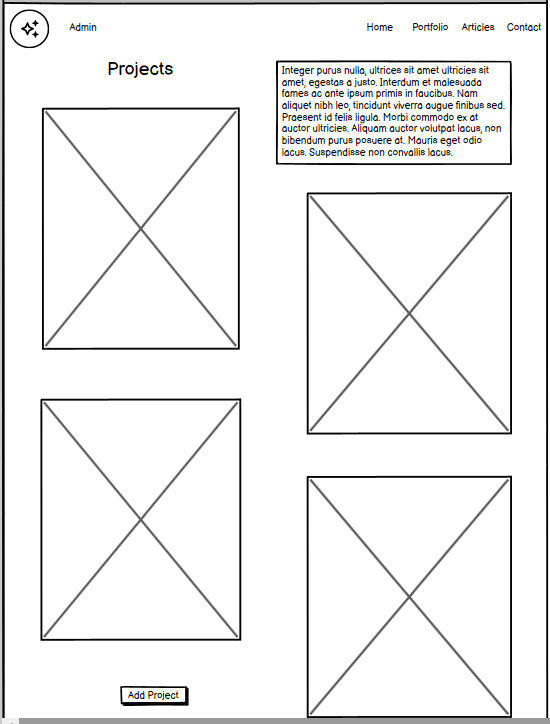 Admin
Home Portfolio Articles Contact
Projects
Integer purus nulla, ultrices sit amet ultricies sit
amet, egestas a justo. Interdum et malesuada
fames ac ante ipsum primis in faucibus. Nam
aliquet nibh leo, tincidunt viverra augue finibus sed.
Praesent id felis ligula. Morbi commodo ex at
auctor ultricies. Aliquam auctor volutpat lacus, non
bibendum purus posuere at. Mauris eget odio
lacus. Suspendisse non convallis lacus.
Add Project